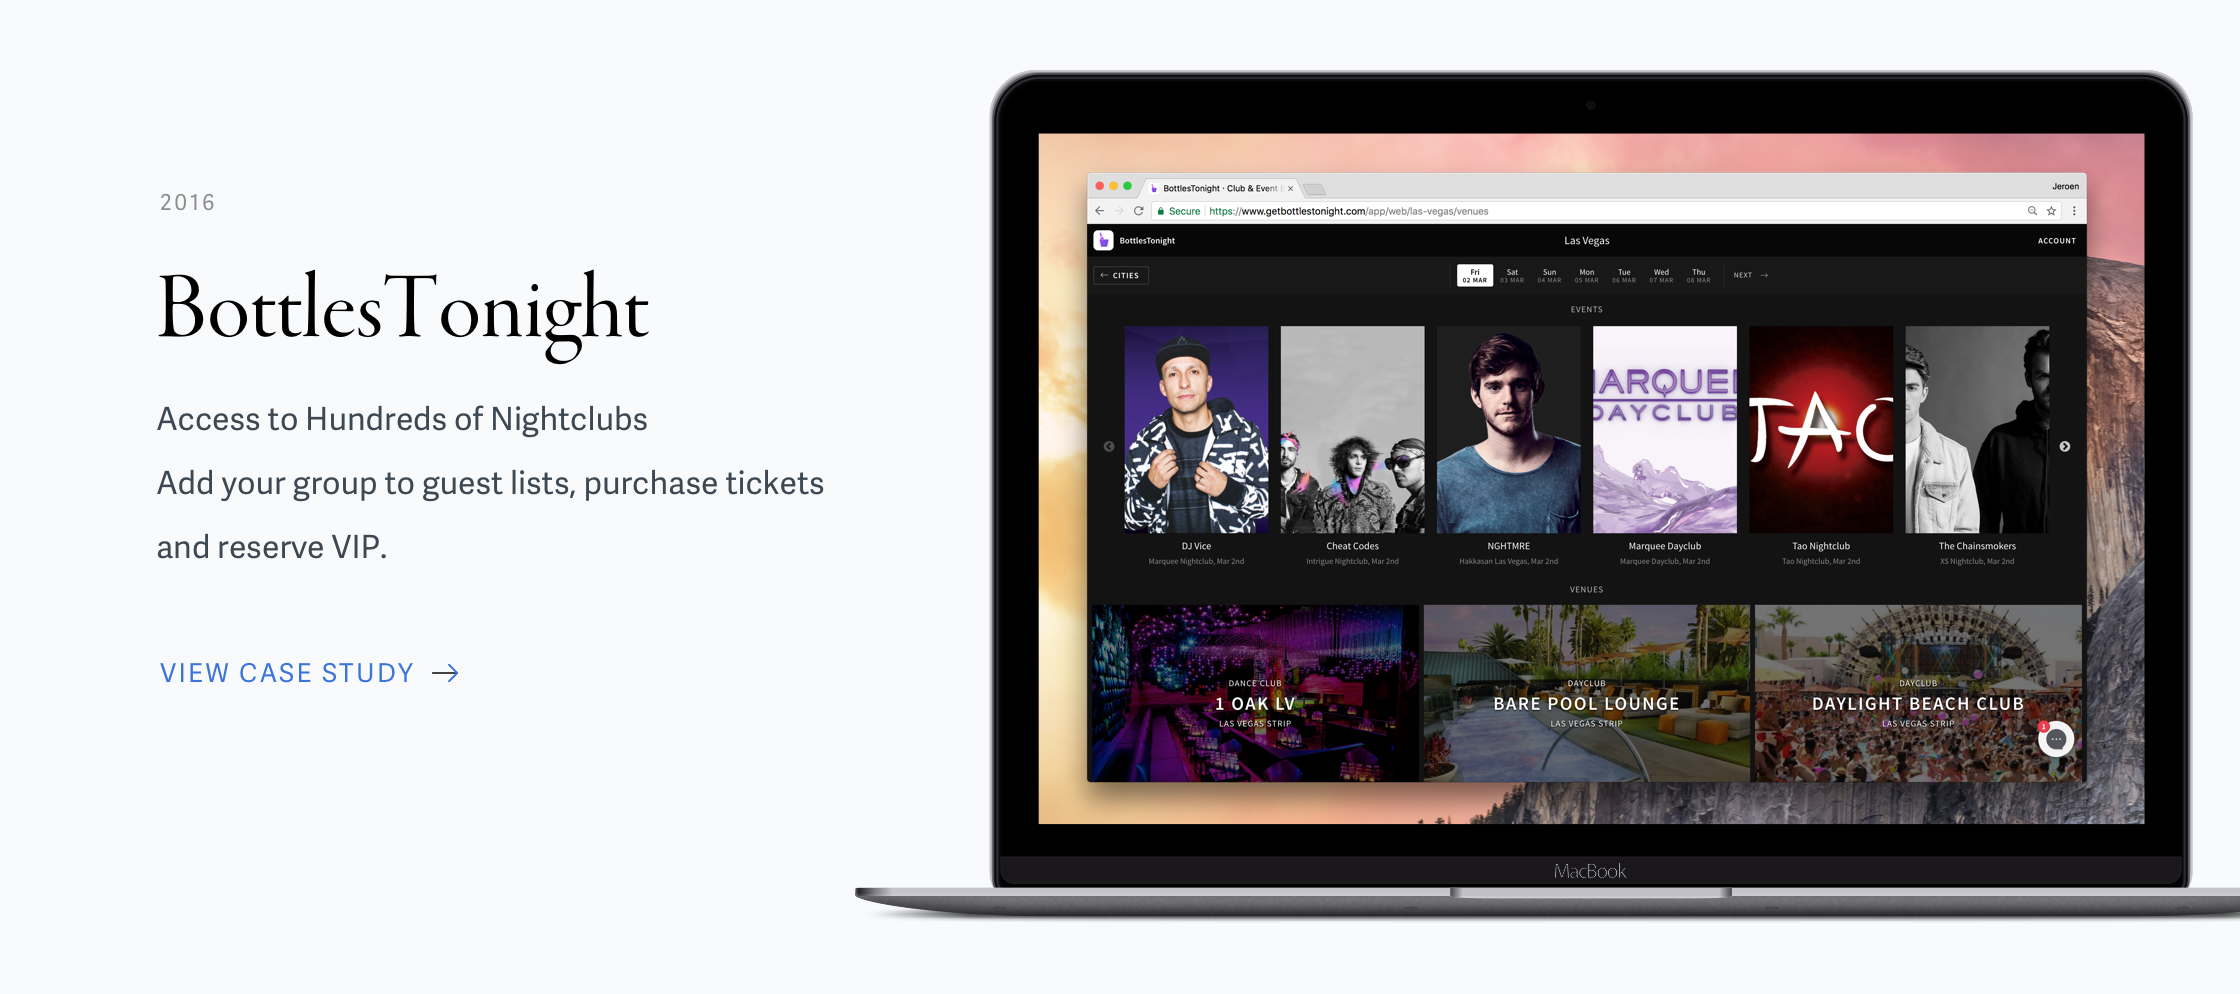 2016
BottlesTonight
Access to Hundreds of Nightclubs
Add your group to guest lists, purchase tickets
and reserve VIP.
VIEW CASE STUDY →
BottlesTonight · Club & Event
Jeroen
Secure | https://www.getbottlestonight.com/app/web/las-vegas/venues
BottlesTonight
Las Vegas
ACCOUNT
← CITIES
Fri Sat Sun Mon Tue Wed Thu NEXT →
02 MAR 03 MAR 04 MAR 05 MAR 06 MAR 07 MAR 08 MAR
EVENTS
MARQUEE
DAYCLUB
TAO
DJ Vice
Marquee Nightclub, Mar 2nd
Cheat Codes
Intrigue Nightclub, Mar 2nd
NGHTMRE
Hakkasan Las Vegas, Mar 2nd
Marquee Dayclub
Marquee Dayclub, Mar 2nd
Tao Nightclub
Tao Nightclub, Mar 2nd
The Chainsmokers
XS Nightclub, Mar 2nd
VENUES
DANCE CLUB
1 OAK LV
LAS VEGAS STRIP
DAYCLUB
BARE POOL LOUNGE
LAS VEGAS STRIP
DAYCLUB
DAYLIGHT BEACH CLUB
LAS VEGAS STRIP
1
MacBook